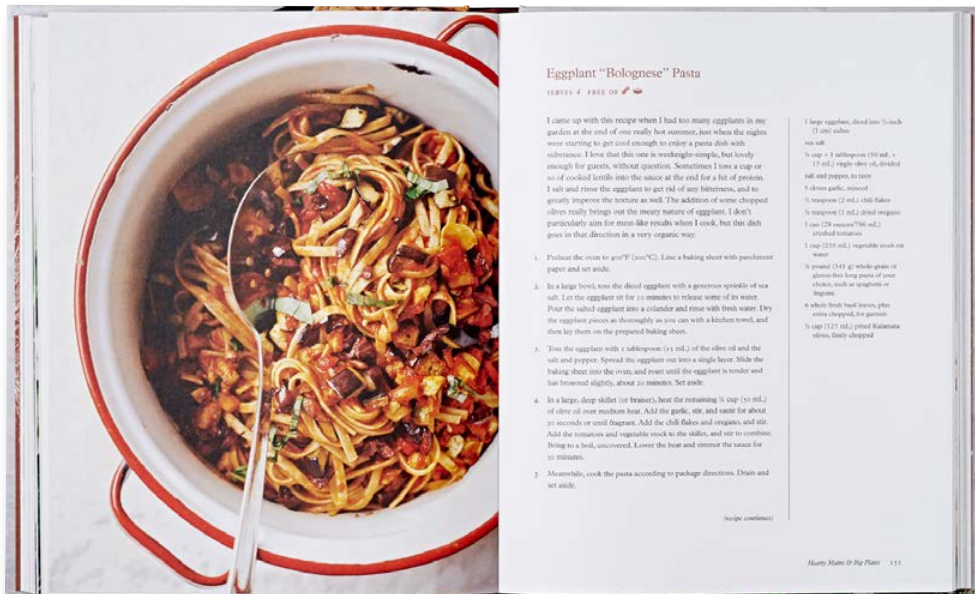 Eggplant “Bolognese” Pasta
SERVES 4 FREE OF
I came up with this recipe when I had too many eggplants in my
garden at the end of one really hot summer, just when the nights
were starting to get cool enough to enjoy a pasta dish with
substance. I love that this one is weeknight-simple, but lovely
enough for guests, without question. Sometimes I toss a cup or
so of cooked lentils into the sauce at the end for a hit of protein.
I salt and rinse the eggplant to get rid of any bitterness, and to
greatly improve the texture as well. The addition of some chopped
olives really brings out the meaty nature of eggplant. I don't
particularly aim for meat-like results when I cook, but this dish
goes in that direction in a very organic way.
1. Preheat the oven to 400°F (200°C). Line a baking sheet with parchment
paper and set aside.
2. In a large bowl, toss the diced eggplant with a generous sprinkle of sea
salt. Let the eggplant sit for 10 minutes to release some of its water.
Pour the salted eggplant into a colander and rinse with fresh water. Dry
the eggplant pieces as thoroughly as you can with a kitchen towel, and
then lay them on the prepared baking sheet.
3. Toss the eggplant with 1 tablespoon (15 mL) of the olive oil and the
salt and pepper. Spread the eggplant out into a single layer. Slide the
baking sheet into the oven, and roast until the eggplant is tender and
has browned slightly, about 20 minutes. Set aside.
4. In a large, deep skillet (or braiser), heat the remaining ¼ cup (50 mL)
of olive oil over medium heat. Add the garlic, stir, and sauté for about
30 seconds or until fragrant. Add the chili flakes and oregano, and stir.
Add the tomatoes and vegetable stock to the skillet, and stir to combine.
Bring to a boil, uncovered. Lower the heat and simmer the sauce for
minutes.
5. Meanwhile, cook the pasta according to package directions. Drain and
set aside.
(recipe continues)
1 large eggplant, diced into ½-inch
(1 cm) cubes
sea salt
¼ cup + 1 tablespoon (50 mL +
15 mL) virgin olive oil, divided
salt and pepper, to taste
5 cloves garlic, minced
teaspoon (2 mL) chili flakes
teaspoon (1 mL) dried oregano
1 can (28 ounces/796 mL)
crushed tomatoes
1 cup (250 mL) vegetable stock or
water
¾ pound (341 g) whole-grain or
gluten-free long pasta of your
choice, such as spaghetti or
linguini
6 whole fresh basil leaves, plus
extra chopped, for garnish
½ cup (125 mL) pitted Kalamata
olives, finely chopped
Hearty Mains & Big Plates 151